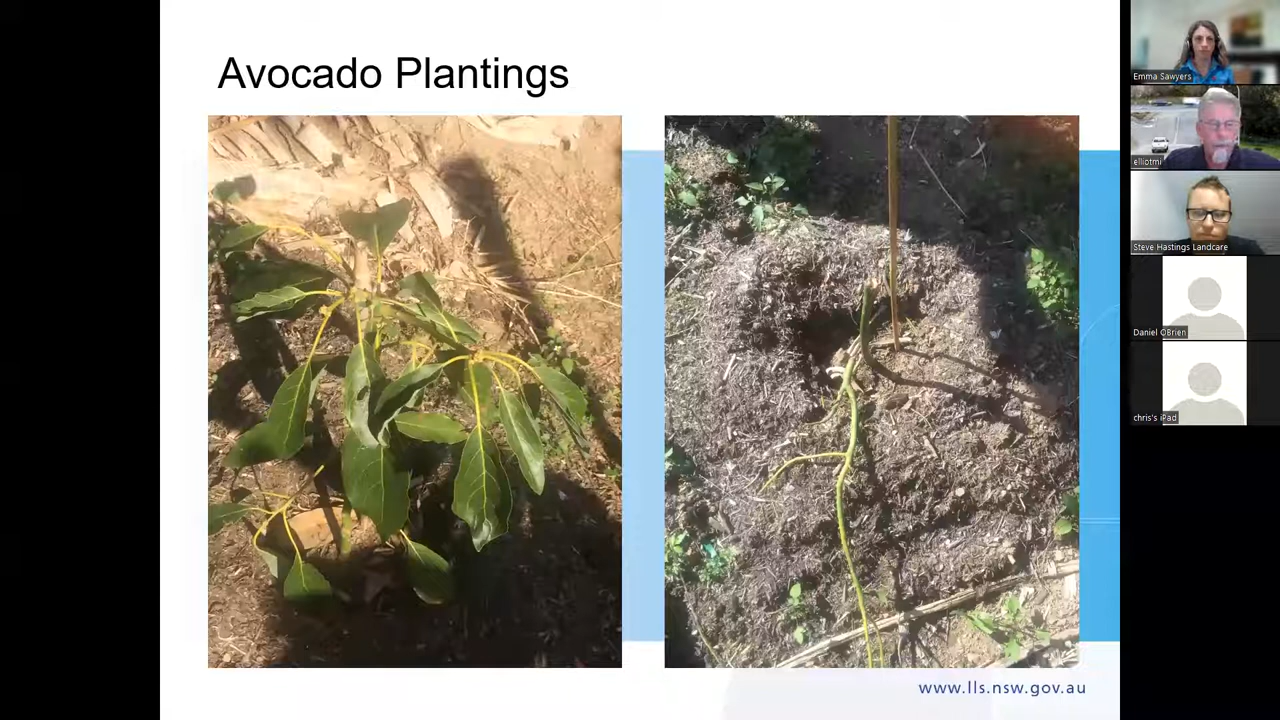 Avocado Plantings
www.lls.nsw.gov.au
Emma Sawyers
elliotmi
Steve Hastings Landcare
Daniel OBrien
chris's iPad